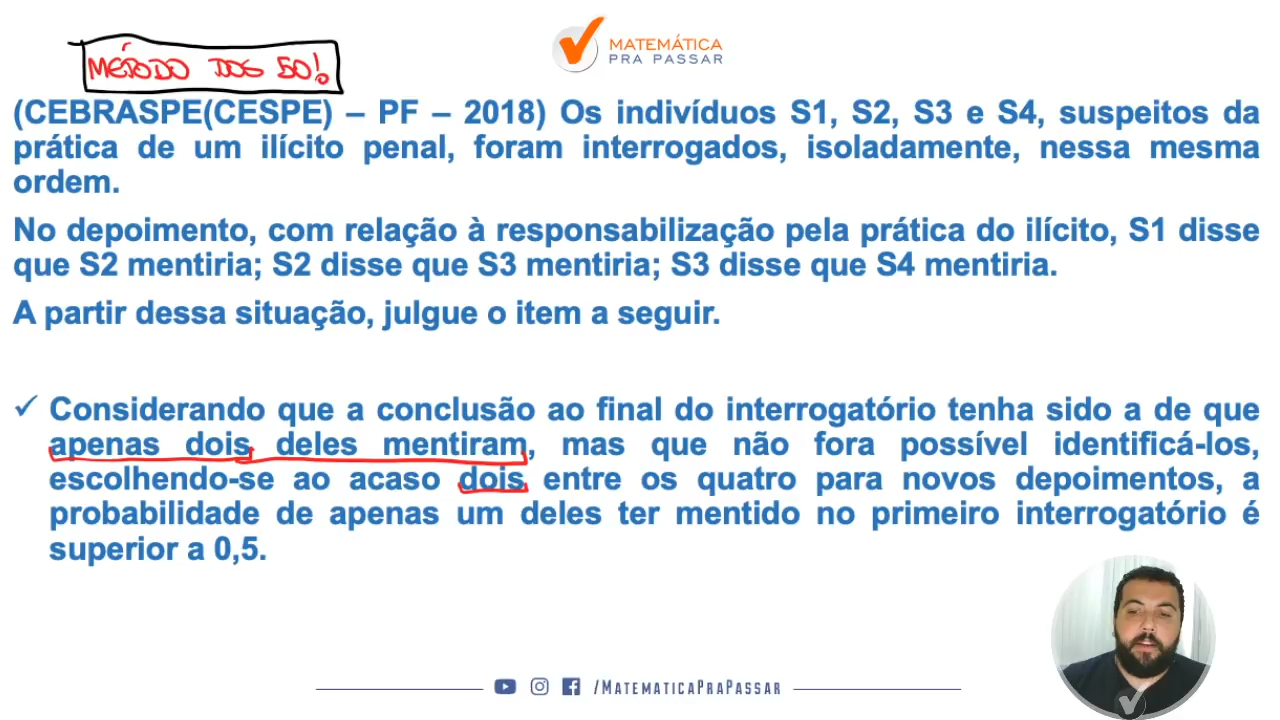 MÉTODO DOS 50!
MATEMÁTICA
PRA PASSAR
(CEBRASPE(CESPE) – PF – 2018) Os indivíduos S1, S2, S3 e S4, suspeitos da
prática de um ilícito penal, foram interrogados, isoladamente, nessa mesma
ordem.
No depoimento, com relação à responsabilização pela prática do ilícito, S1 disse
que S2 mentiria; S2 disse que S3 mentiria; S3 disse que S4 mentiria.
A partir dessa situação, julgue o item a seguir.
Considerando que a conclusão ao final do interrogatório tenha sido a de que
apenas dois deles mentiram, mas que não fora possível identificá-los,
escolhendo-se ao acaso dois entre os quatro para novos depoimentos, a
probabilidade de apenas um deles ter mentido no primeiro interrogatório é
superior a 0,5.
/MATEMATICAPRAPASSAR